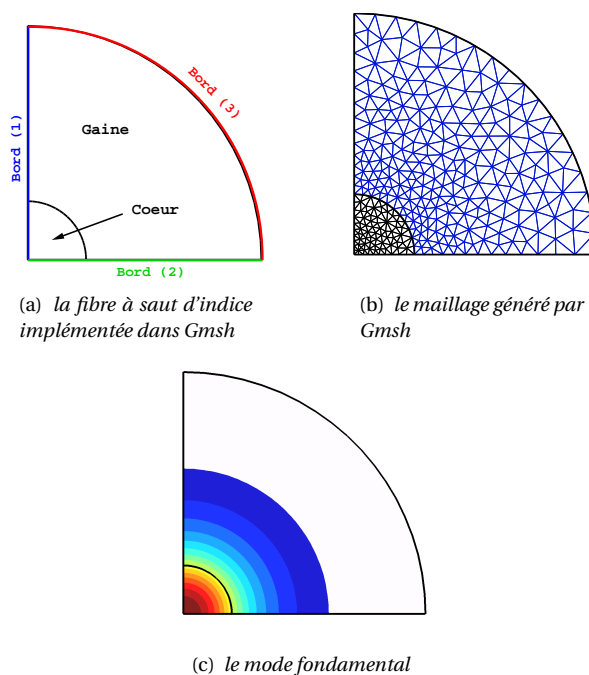 Bord (1)
Gaine
Bord (3)
Coeur
Bord (2)
(a) la fibre à saut d'indice
implémentée dans Gmsh
(b) le maillage généré par
Gmsh
(c) le mode fondamental